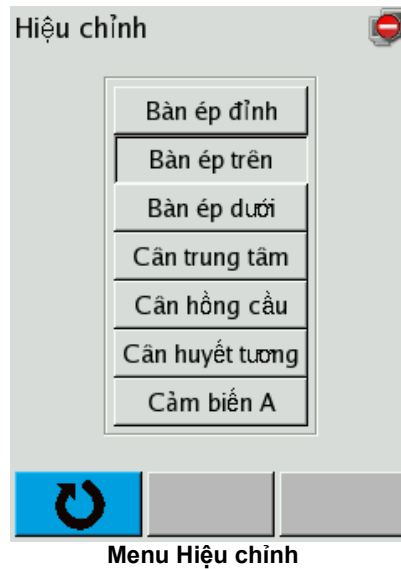 Hiệu chỉnh
Bàn ép đỉnh
Bàn ép trên
Bàn ép dưới
Cân trung tâm
Cân hồng cầu
Cân huyết tương
Cảm biến A
Menu Hiệu chỉnh